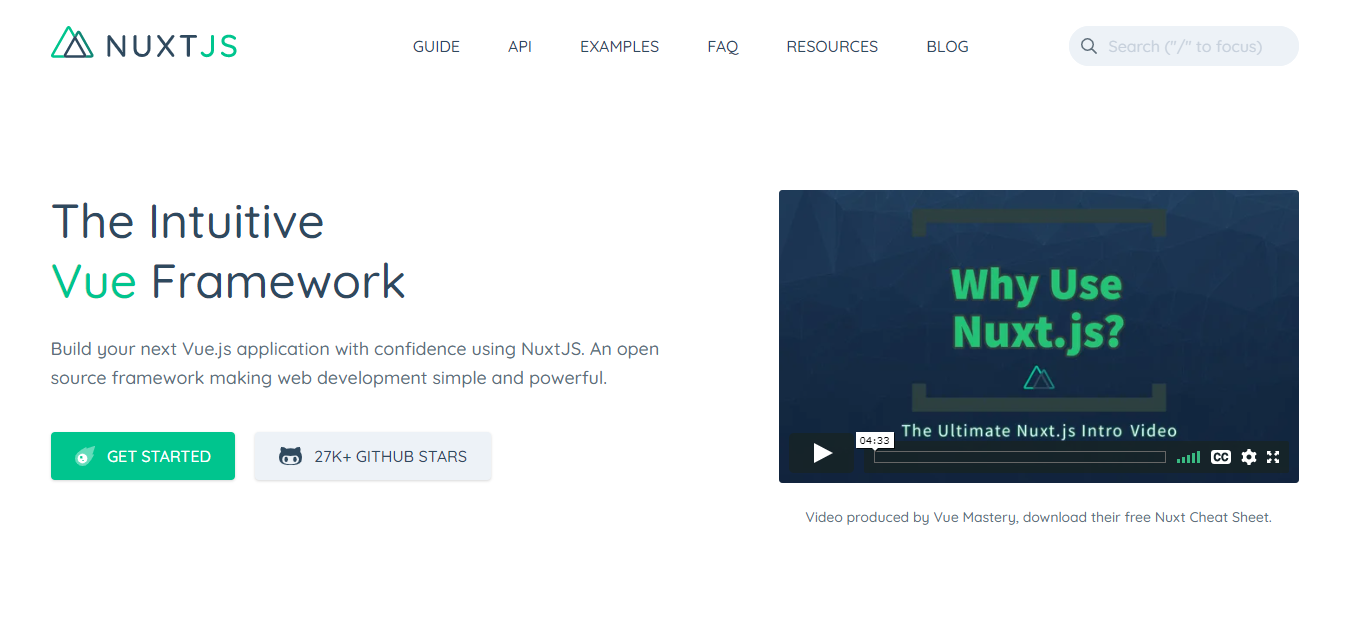 NUXTJS
GUIDE API EXAMPLES FAQ RESOURCES BLOG
Search ("/" to focus)
The Intuitive
Vue Framework
Build your next Vue.js application with confidence using NuxtJS. An open
source framework making web development simple and powerful.
GET STARTED
27K+ GITHUB STARS
Why Use
Nuxt.js?
The Ultimate Nuxt.js Intro Video
04:33
CC
Video produced by Vue Mastery, download their free Nuxt Cheat Sheet.